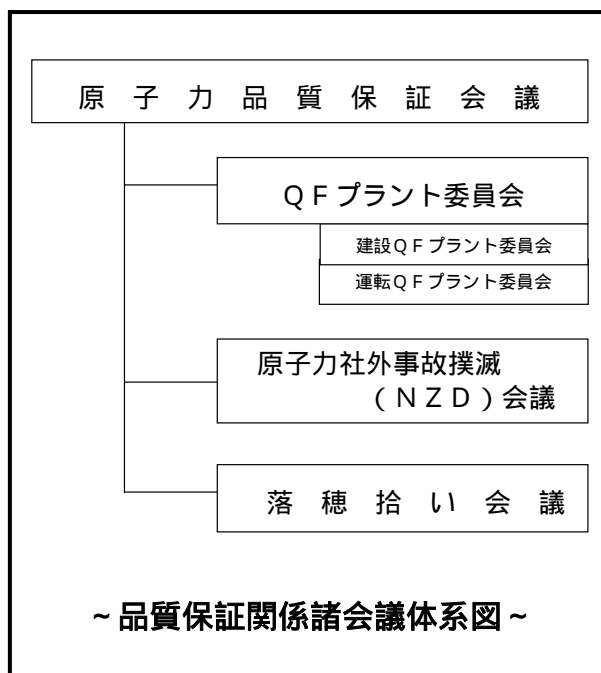 原 子 力 品 質 保 証 会 議
ＱＦプラント委員会
建設ＱＦプラント委員会
運転ＱＦプラント委員会
原子力社外事故撲滅
（ＮＺＤ）会議
落 穂 拾 い 会 議
~品質保証関係諸会議体系図~